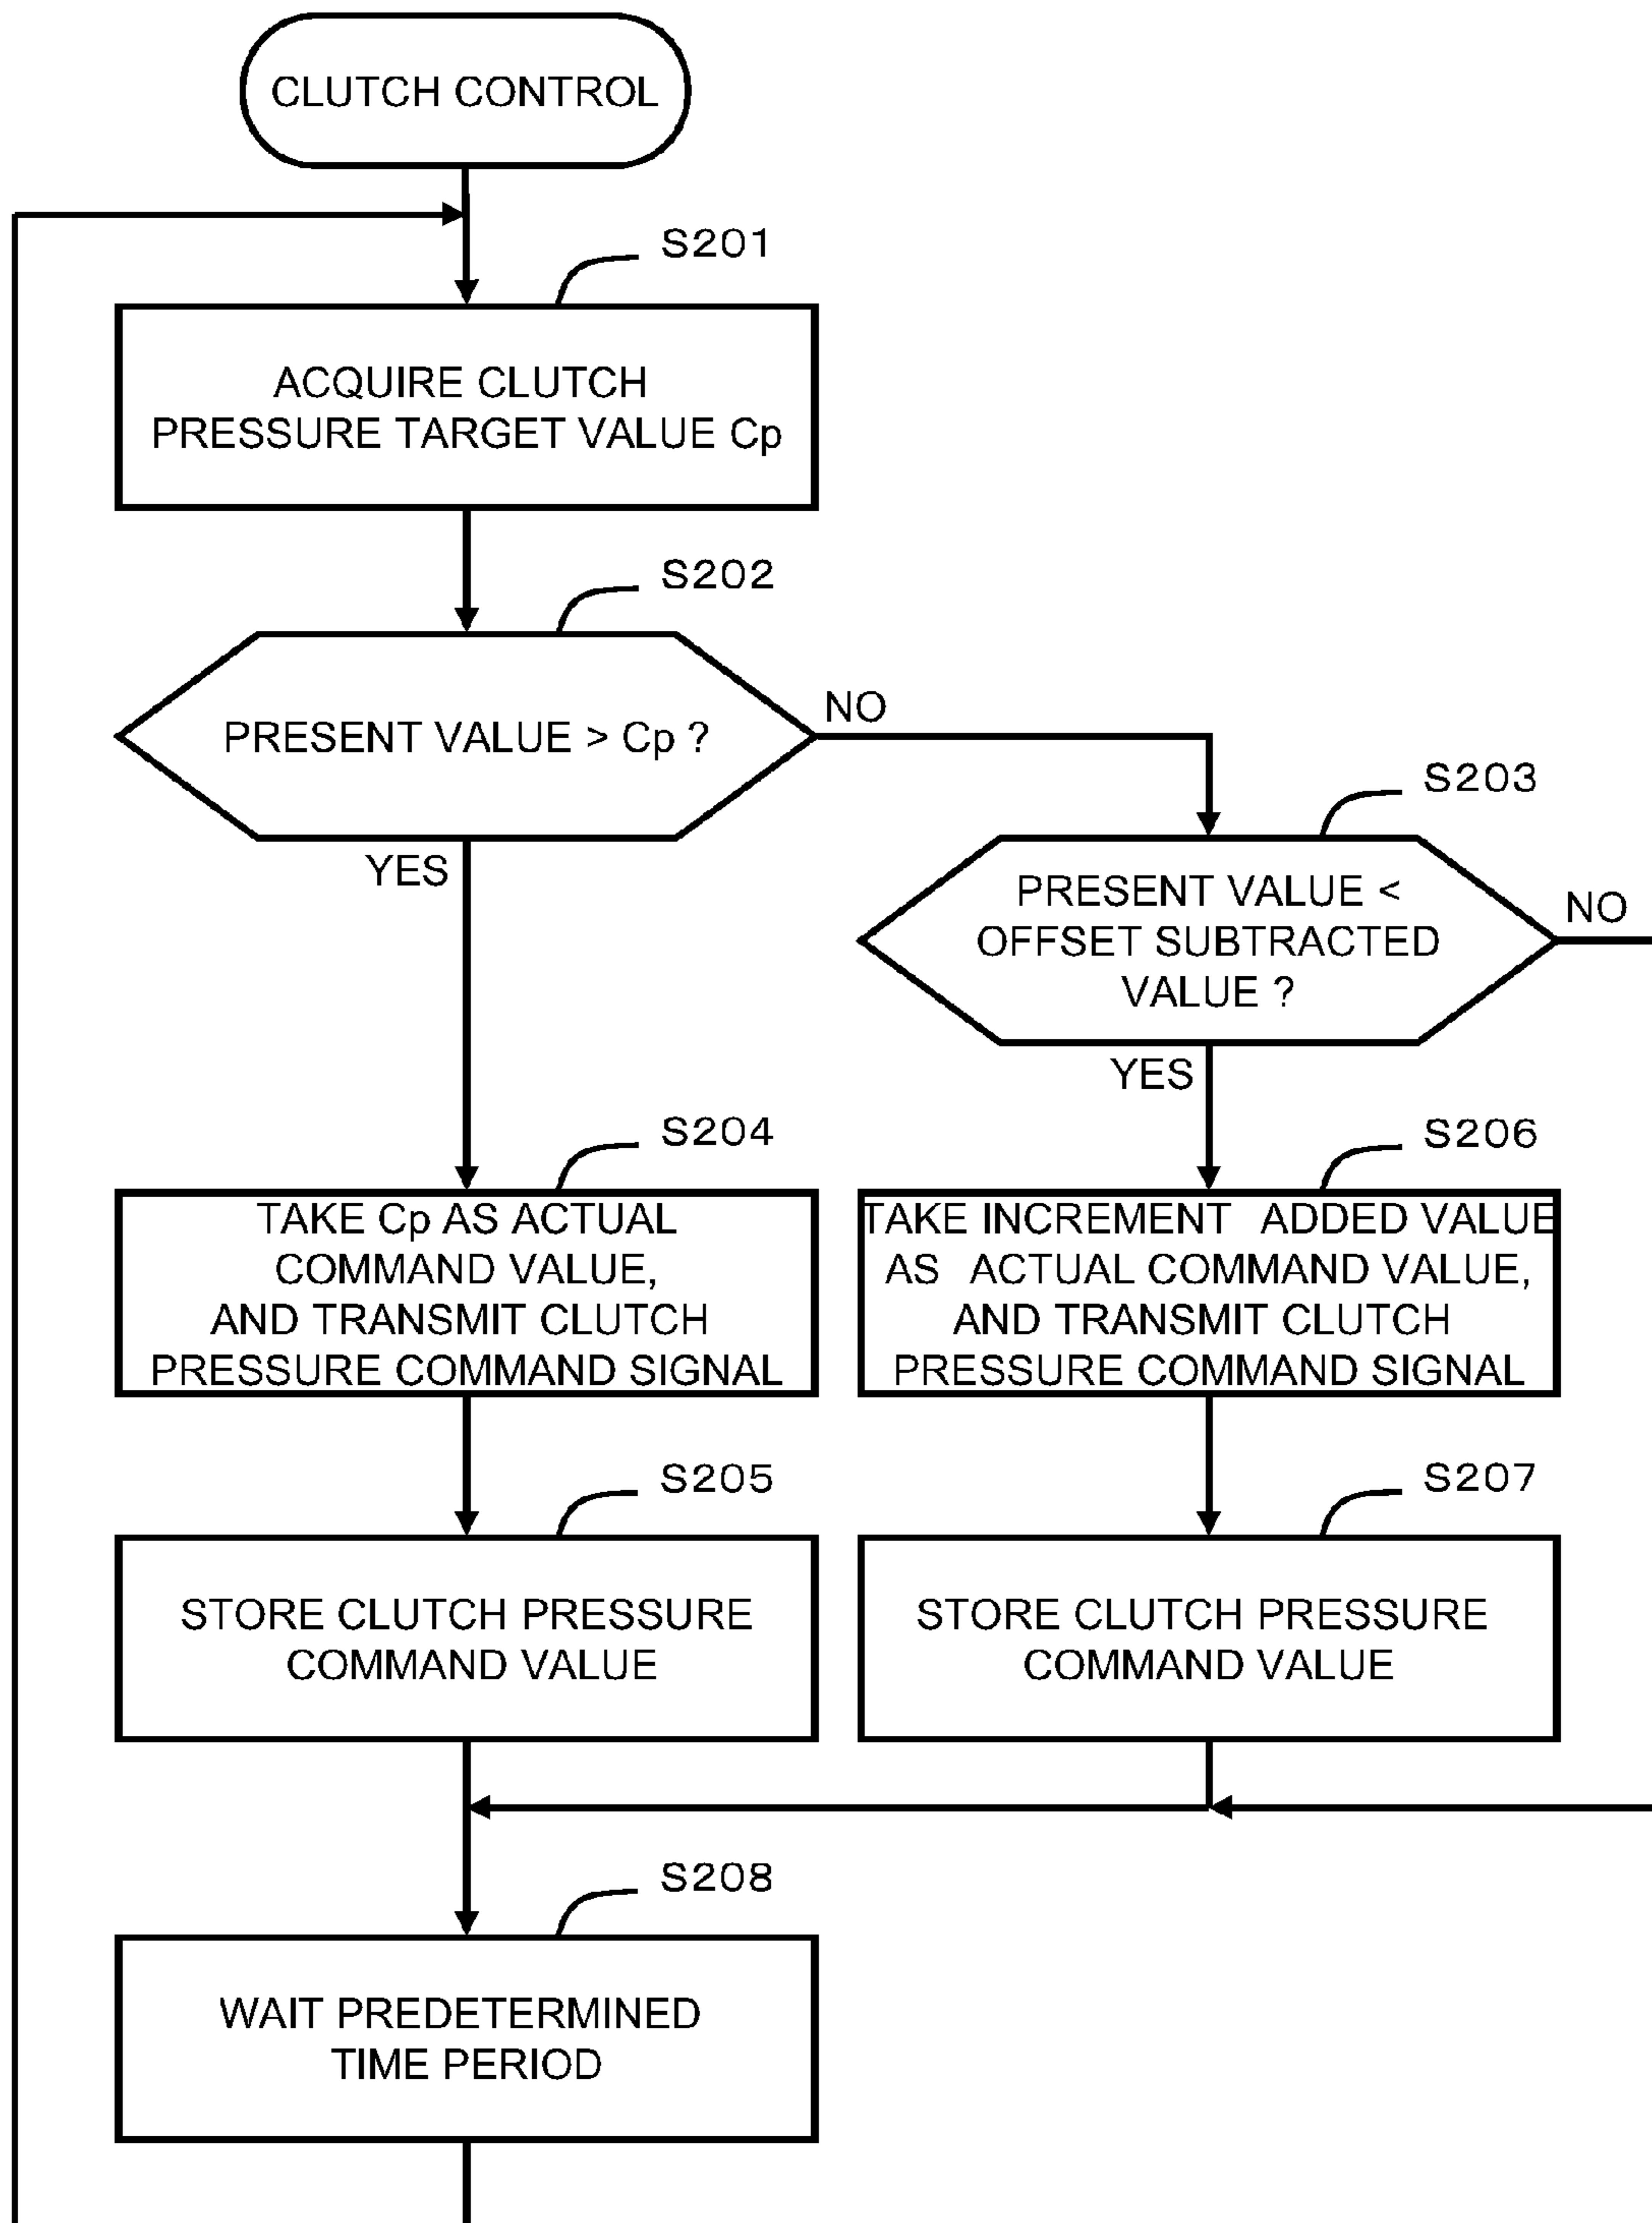 CLUTCH CONTROL
S201
ACQUIRE CLUTCH
PRESSURE TARGET VALUE Cp
S202
PRESENT VALUE > Cp ?
NO
YES
S203
PRESENT VALUE <
OFFSET SUBTRACTED
VALUE ?
NO
YES
S204
TAKE Cp AS ACTUAL
COMMAND VALUE,
AND TRANSMIT CLUTCH
PRESSURE COMMAND SIGNAL
S206
TAKE INCREMENT ADDED VALUE
AS ACTUAL COMMAND VALUE,
AND TRANSMIT CLUTCH
PRESSURE COMMAND SIGNAL
S205
STORE CLUTCH PRESSURE
COMMAND VALUE
S207
STORE CLUTCH PRESSURE
COMMAND VALUE
S208
WAIT PREDETERMINED
TIME PERIOD